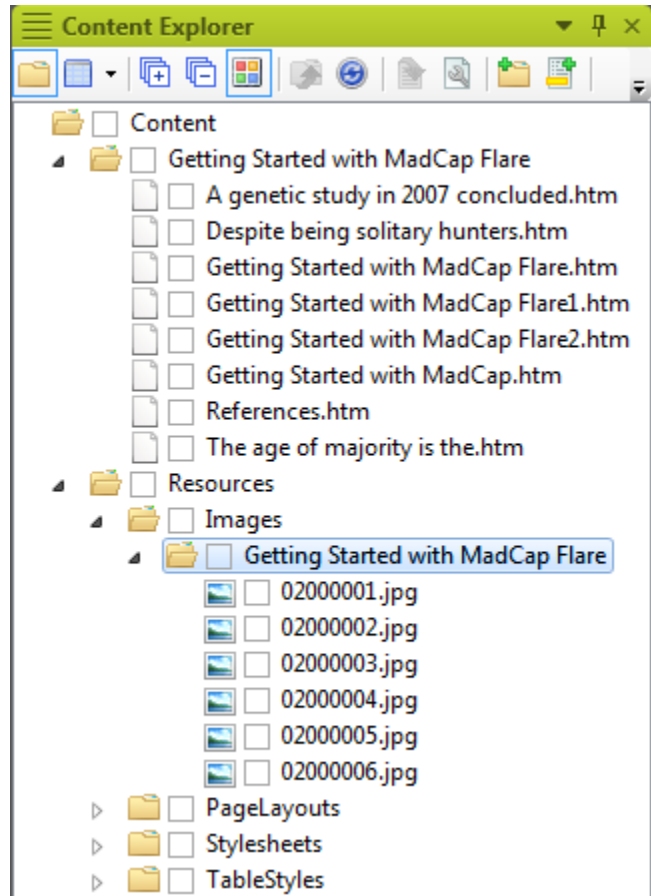 Content Explorer
Content
Getting Started with MadCap Flare
A genetic study in 2007 concluded.htm
Despite being solitary hunters.htm
Getting Started with MadCap Flare.htm
Getting Started with MadCap Flare1.htm
Getting Started with MadCap Flare2.htm
Getting Started with MadCap.htm
References.htm
The age of majority is the.htm
Resources
Images
Getting Started with MadCap Flare
02000001.jpg
02000002.jpg
02000003.jpg
02000004.jpg
02000005.jpg
02000006.jpg
PageLayouts
Stylesheets
TableStyles